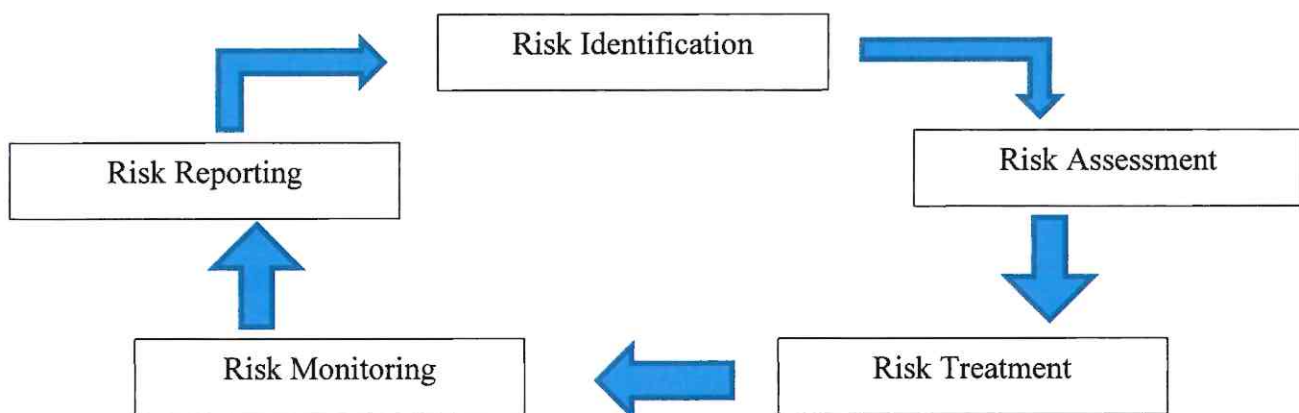 Risk Identification
Risk Assessment
Risk Treatment
Risk Monitoring
Risk Reporting